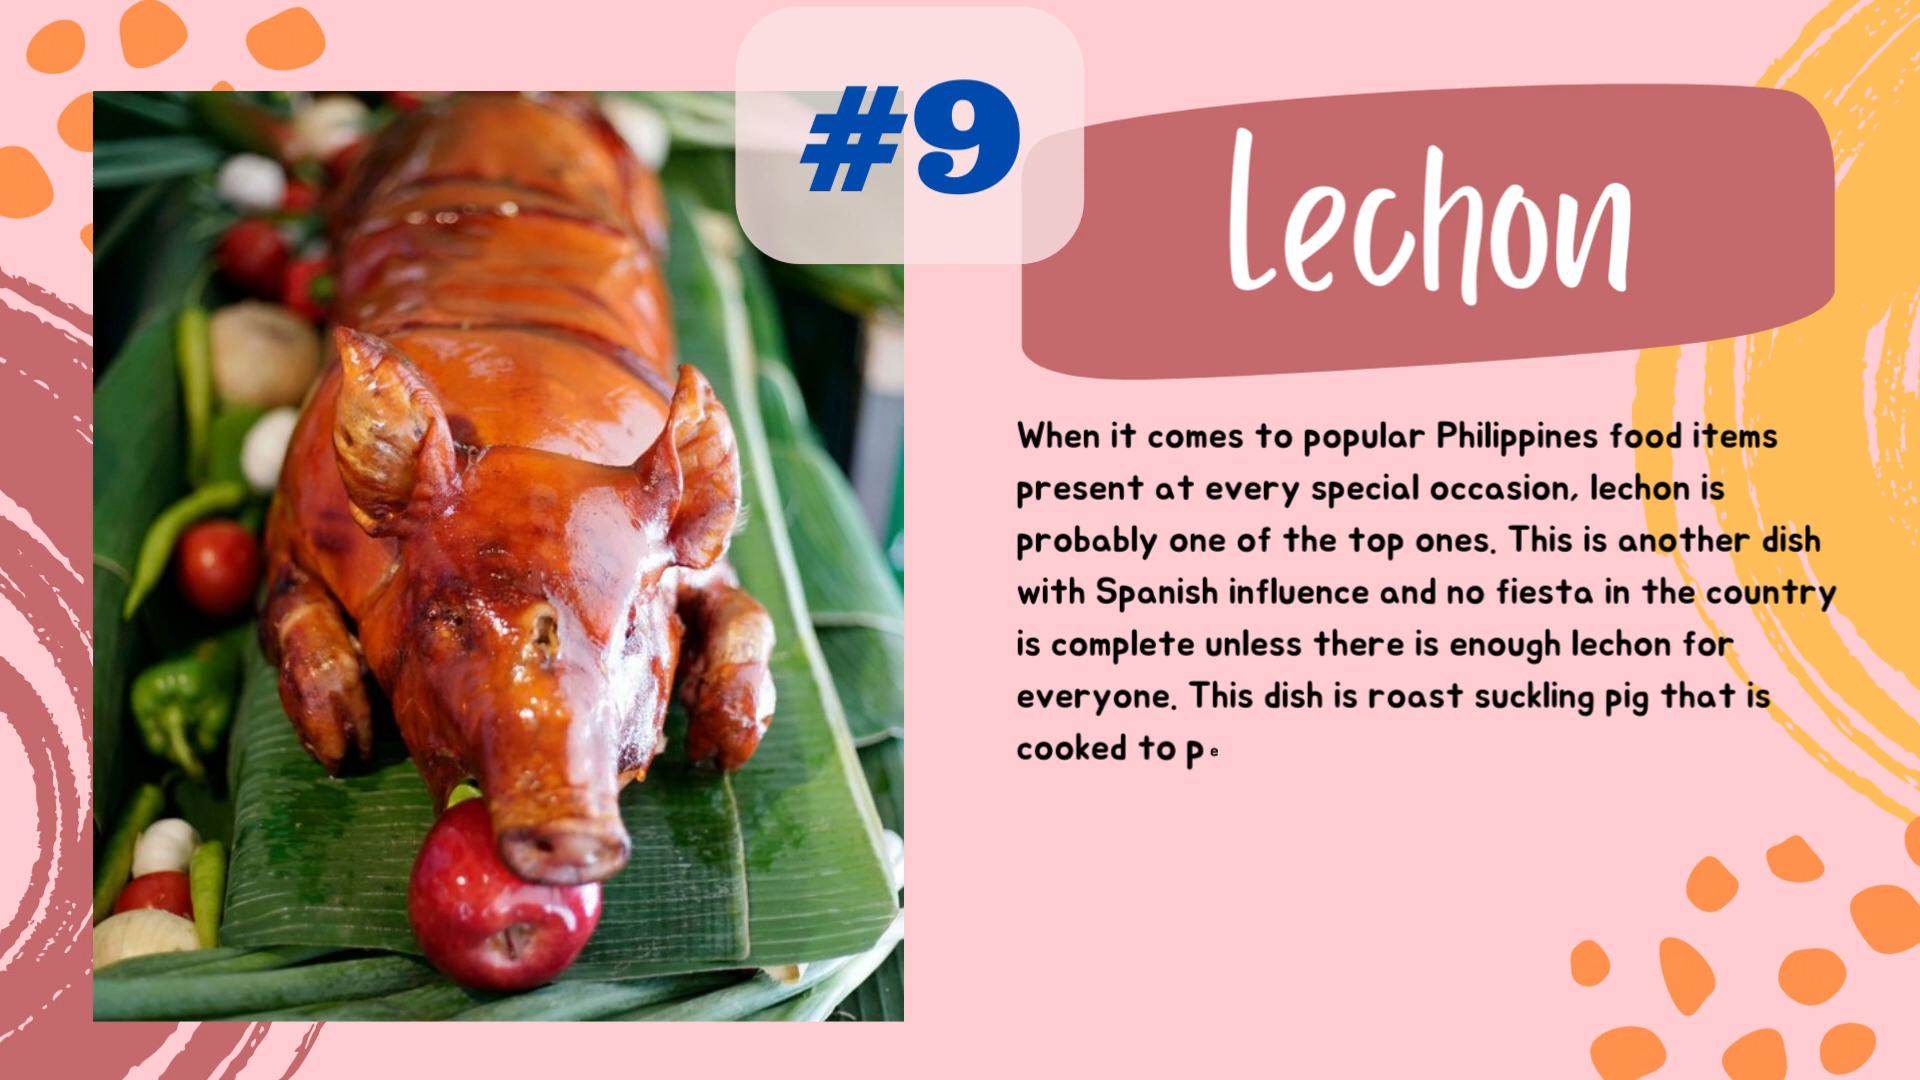 #9
Lechon
When it comes to popular Philippines food items
present at every special occasion, lechon is
probably one of the top ones. This is another dish
with Spanish influence and no fiesta in the country
is complete unless there is enough lechon for
everyone. This dish is roast suckling pig that is
cooked to pe